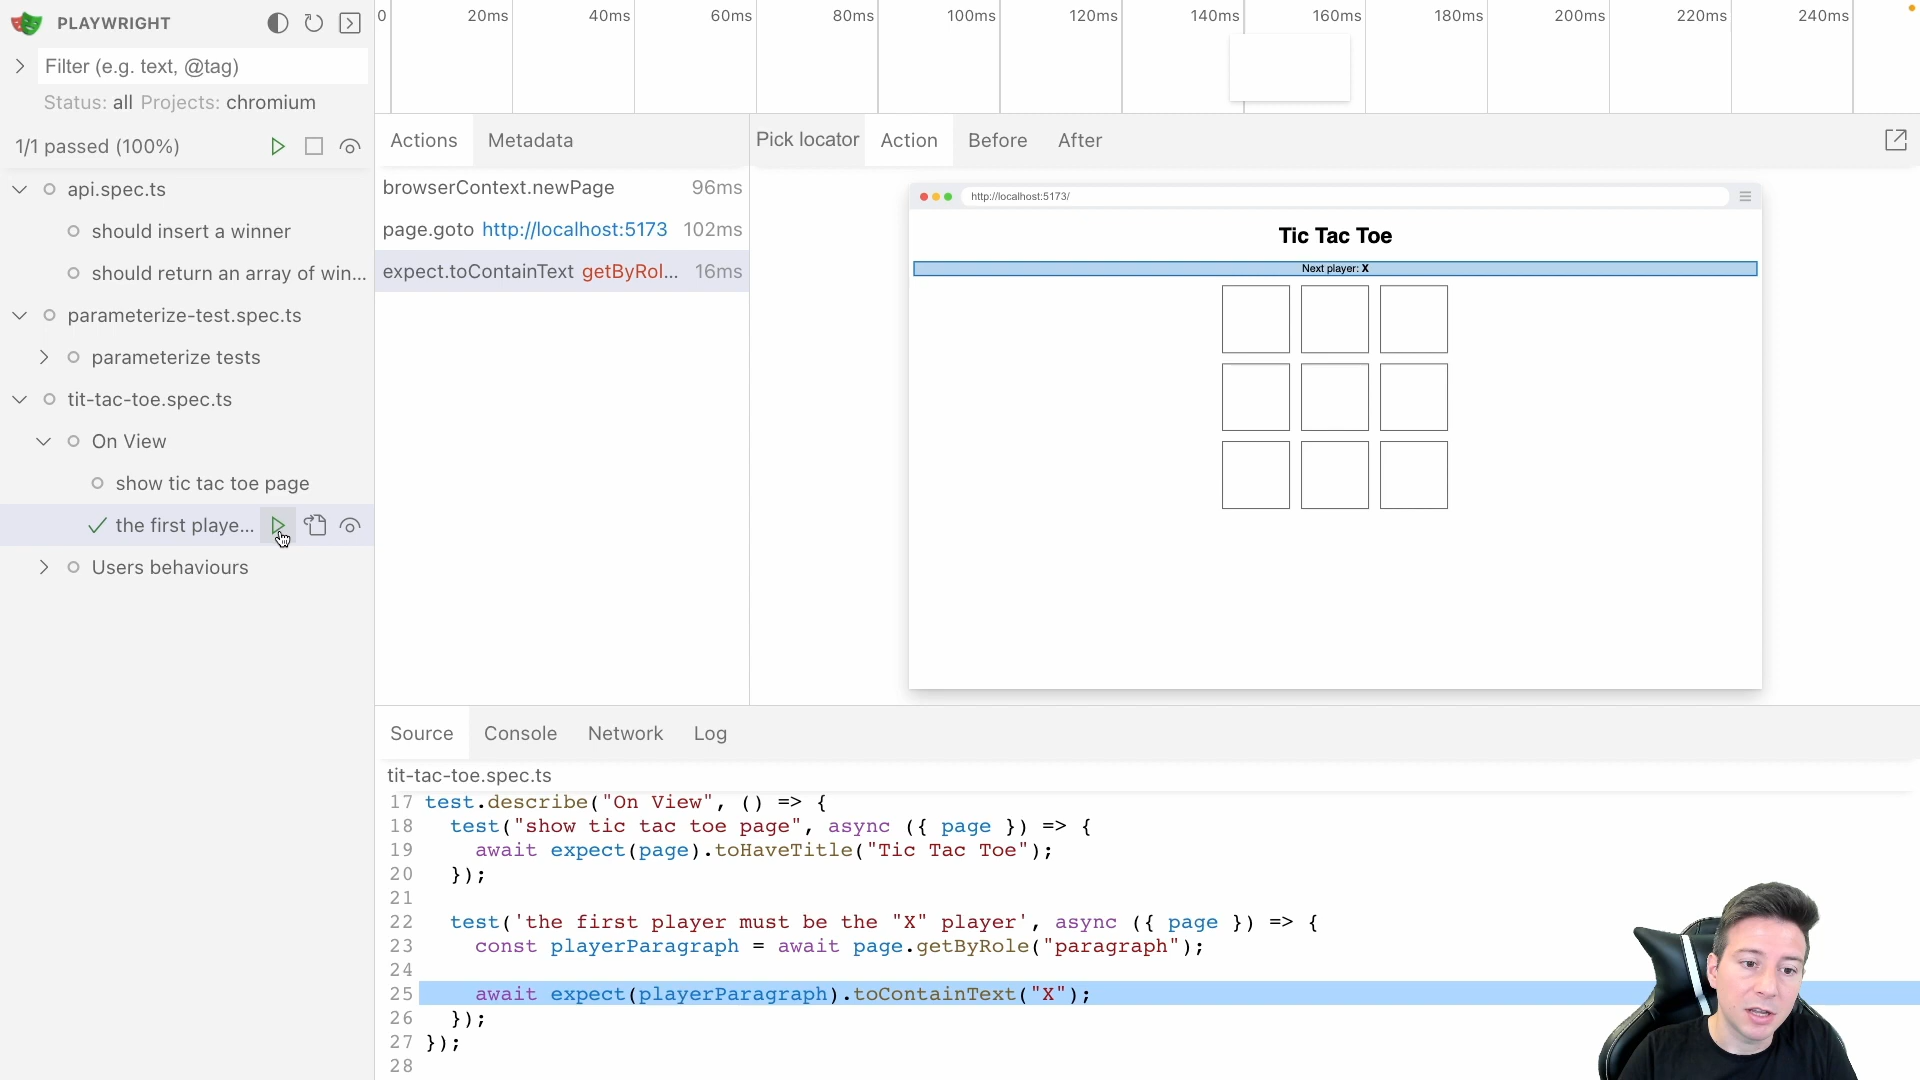 PLAYWRIGHT
Filter (e.g. text, @tag)
Status: all Projects: chromium
1/1 passed (100%)
api.spec.ts
should insert a winner
should return an array of win...
parameterize-test.spec.ts
parameterize tests
tit-tac-toe.spec.ts
On View
show tic tac toe page
the first playe...
Users behaviours
0 20ms 40ms 60ms 80ms 100ms 120ms 140ms 160ms 180ms 200ms 220ms 240ms
Actions Metadata
browserContext.newPage 96ms
page.goto http://localhost:5173 102ms
expect.toContainText getByRol... 16ms
Pick locator Action Before After
http://localhost:5173/
Tic Tac Toe
Next player: X
Source Console Network Log
tit-tac-toe.spec.ts
17 test.describe("On View", () => {
18 test("show tic tac toe page", async ({ page }) => {
19 await expect(page).toHaveTitle("Tic Tac Toe");
20 });
21
22 test('the first player must be the "X" player', async ({ page }) => {
23 const playerParagraph = await page.getByRole("paragraph");
24
25 await expect(playerParagraph).toContainText("X");
26 });
27 });
28